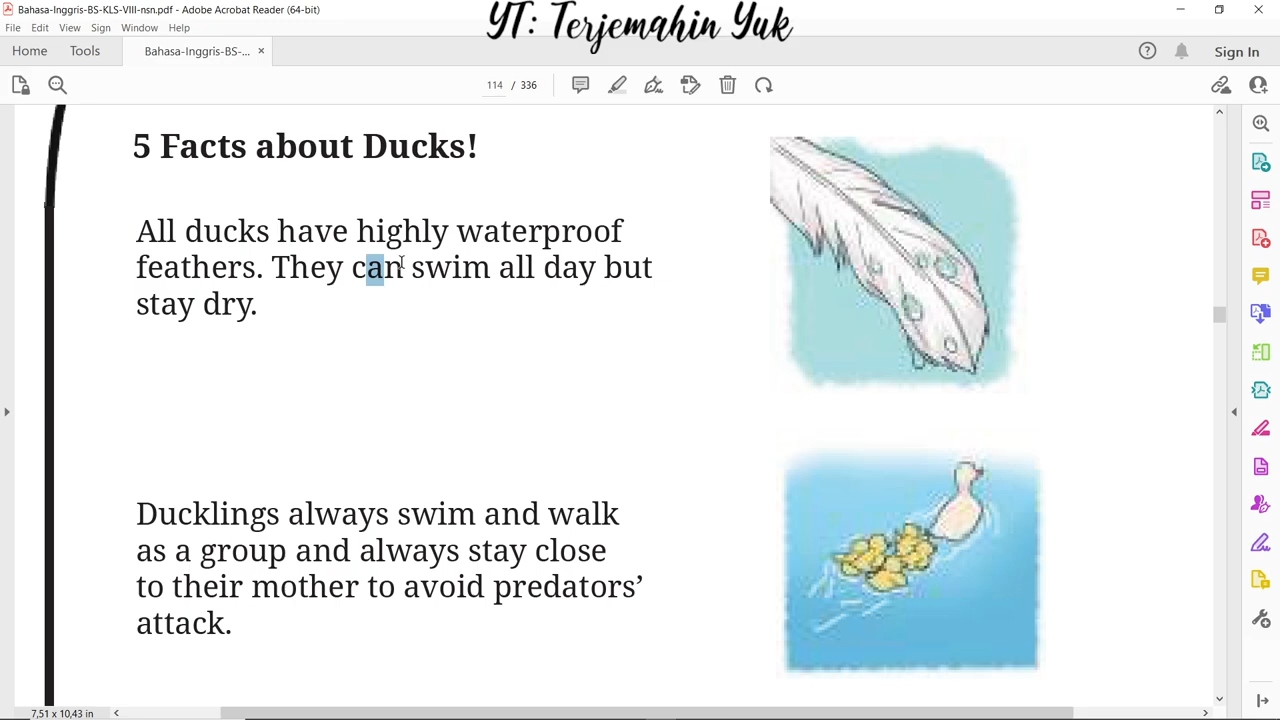 Bahasa-Inggris-BS-KLS-VIII-nsn.pdf - Adobe Acrobat Reader (64-bit)
YT: Terjemahin Yuk
File Edit View Sign Window Help
Home Tools Bahasa-Inggris-BS-... × Sign In
114 / 336
5 Facts about Ducks!
All ducks have highly waterproof
feathers. They can swim all day but
stay dry.
Ducklings always swim and walk
as a group and always stay close
to their mother to avoid predators’
attack.
7,51 x 10,43 in